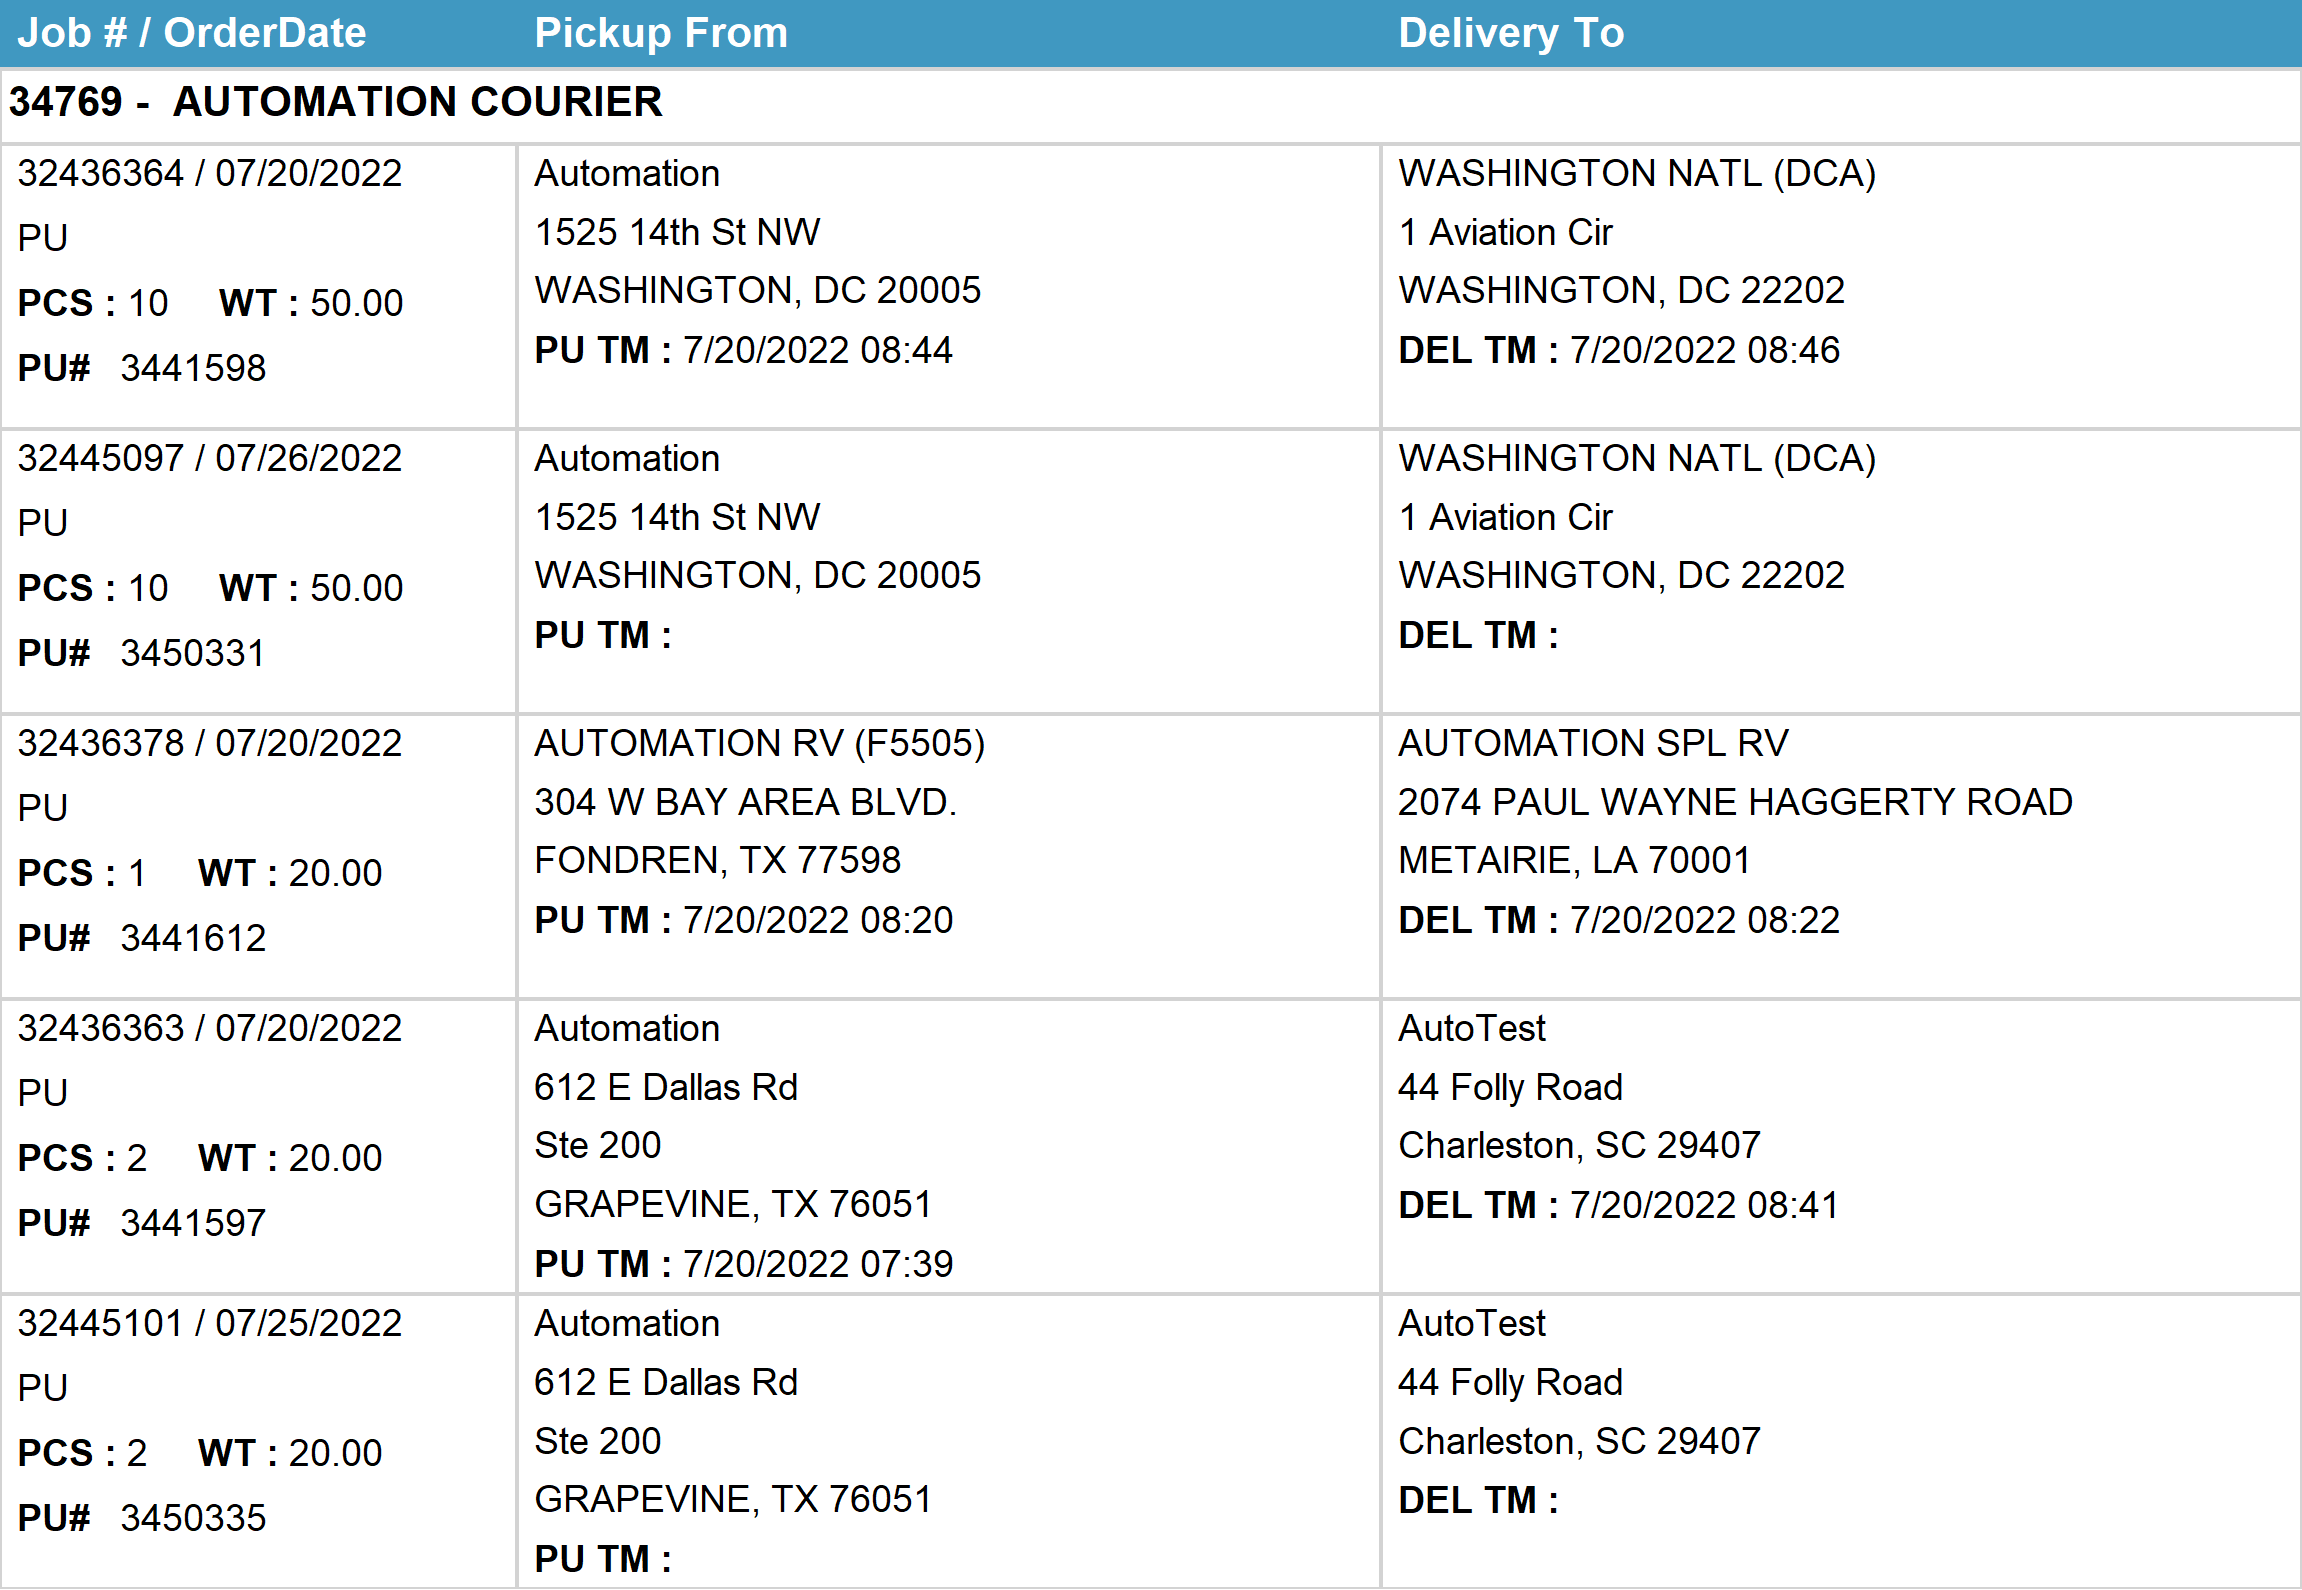 Job # / OrderDate Pickup From Delivery To
34769 - AUTOMATION COURIER
32436364 / 07/20/2022
PU
PCS : 10 WT : 50.00
PU# 3441598
Automation
1525 14th St NW
WASHINGTON, DC 20005
PU TM : 7/20/2022 08:44
WASHINGTON NATL (DCA)
1 Aviation Cir
WASHINGTON, DC 22202
DEL TM : 7/20/2022 08:46
32445097 / 07/26/2022
PU
PCS : 10 WT : 50.00
PU# 3450331
Automation
1525 14th St NW
WASHINGTON, DC 20005
PU TM :
WASHINGTON NATL (DCA)
1 Aviation Cir
WASHINGTON, DC 22202
DEL TM :
32436378 / 07/20/2022
PU
PCS : 1 WT : 20.00
PU# 3441612
AUTOMATION RV (F5505)
304 W BAY AREA BLVD.
FONDREN, TX 77598
PU TM : 7/20/2022 08:20
AUTOMATION SPL RV
2074 PAUL WAYNE HAGGERTY ROAD
METAIRIE, LA 70001
DEL TM : 7/20/2022 08:22
32436363 / 07/20/2022
PU
PCS : 2 WT : 20.00
PU# 3441597
Automation
612 E Dallas Rd
Ste 200
GRAPEVINE, TX 76051
PU TM : 7/20/2022 07:39
AutoTest
44 Folly Road
Charleston, SC 29407
DEL TM : 7/20/2022 08:41
32445101 / 07/25/2022
PU
PCS : 2 WT : 20.00
PU# 3450335
Automation
612 E Dallas Rd
Ste 200
GRAPEVINE, TX 76051
PU TM :
AutoTest
44 Folly Road
Charleston, SC 29407
DEL TM :